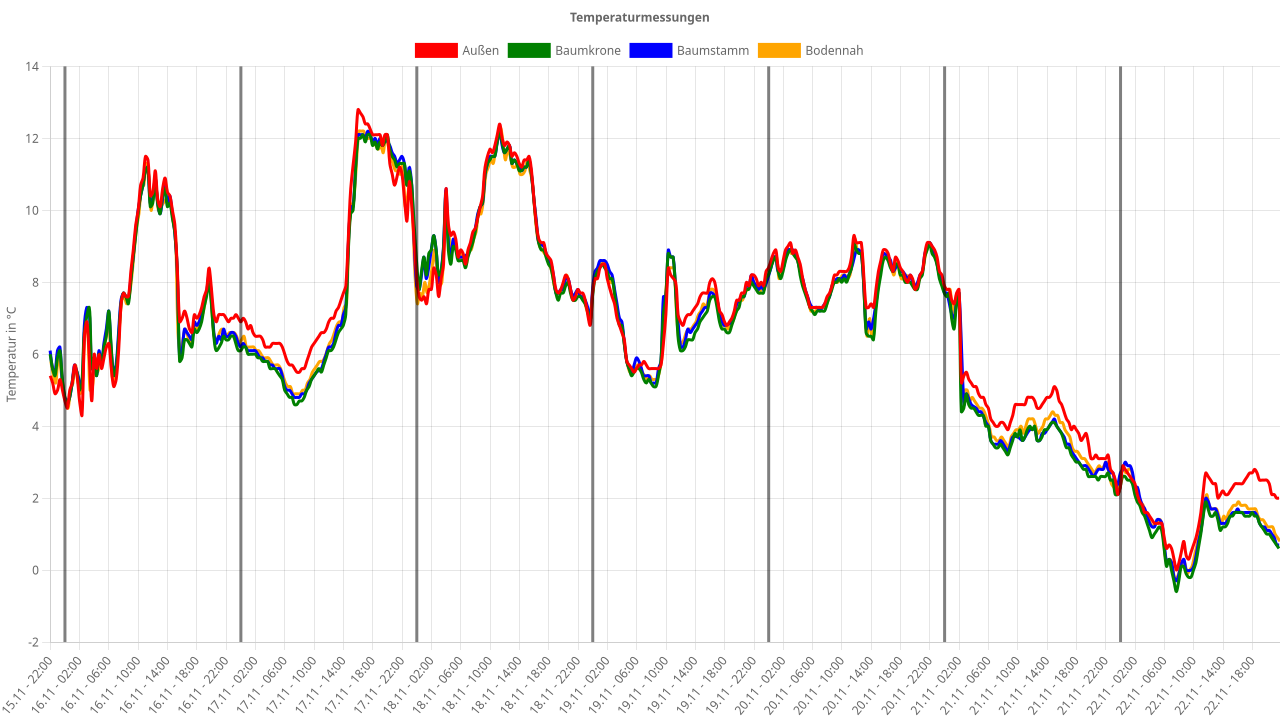 Temperaturmessungen
Außen Baumkrone Baumstamm Bodennah
Temperatur in °C
14
12
10
8
6
4
2
0
-2
15.11 - 22:00
16.11 - 02:00
16.11 - 06:00
16.11 - 10:00
16.11 - 14:00
16.11 - 18:00
16.11 - 22:00
17.11 - 02:00
17.11 - 06:00
17.11 - 10:00
17.11 - 14:00
17.11 - 18:00
17.11 - 22:00
18.11 - 02:00
18.11 - 06:00
18.11 - 10:00
18.11 - 14:00
18.11 - 18:00
18.11 - 22:00
19.11 - 02:00
19.11 - 06:00
19.11 - 10:00
19.11 - 14:00
19.11 - 18:00
19.11 - 22:00
20.11 - 02:00
20.11 - 06:00
20.11 - 10:00
20.11 - 14:00
20.11 - 18:00
20.11 - 22:00
21.11 - 02:00
21.11 - 06:00
21.11 - 10:00
21.11 - 14:00
21.11 - 18:00
21.11 - 22:00
22.11 - 02:00
22.11 - 06:00
22.11 - 10:00
22.11 - 14:00
22.11 - 18:00